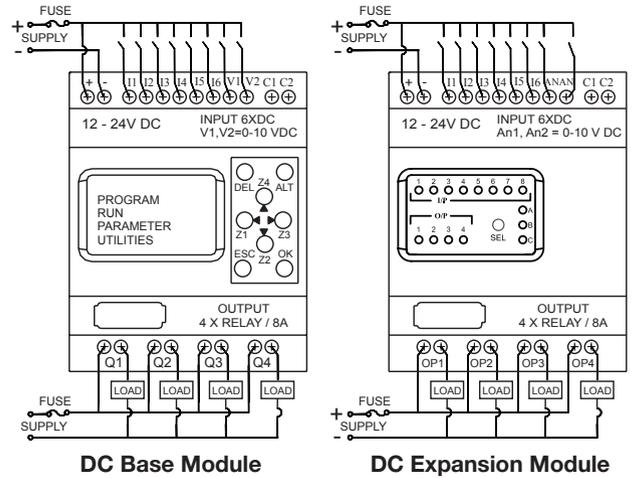 FUSE
+
SUPPLY
-
+ - I1 I2 I3 I4 I5 I6 V1 V2 C1 C2
12 - 24V DC
INPUT 6XDC
V1,V2=0-10 VDC
PROGRAM
RUN
PARAMETER
UTILITIES
DEL Z4 ALT
Z1 Z3
ESC Z2 OK
OUTPUT
4 X RELAY / 8A
Q1 Q2 Q3 Q4
LOAD LOAD LOAD LOAD
FUSE
SUPPLY
DC Base Module
FUSE
+
SUPPLY
-
+ - I1 I2 I3 I4 I5 I6 ANAN C1 C2
12 - 24V DC
INPUT 6XDC
An1, An2 = 0-10 V DC
1 2 3 4 5 6 7 8
I/P
O/P
1 2 3 4
SEL
A
B
C
OUTPUT
4 X RELAY / 8A
OP1 OP2 OP3 OP4
LOAD LOAD LOAD LOAD
FUSE
+
SUPPLY
-
DC Expansion Module